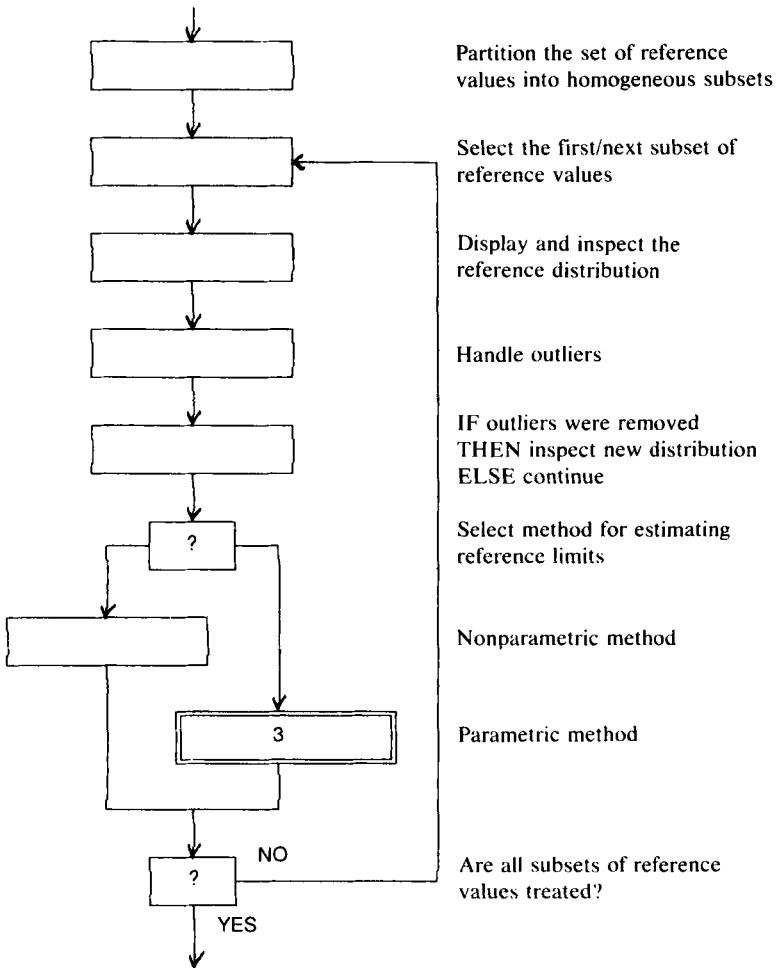 Partition the set of reference
values into homogeneous subsets
Select the first/next subset of
reference values
Display and inspect the
reference distribution
Handle outliers
IF outliers were removed
THEN inspect new distribution
ELSE continue
?
Select method for estimating
reference limits
Nonparametric method
3
Parametric method
NO
?
Are all subsets of reference
values treated?
YES